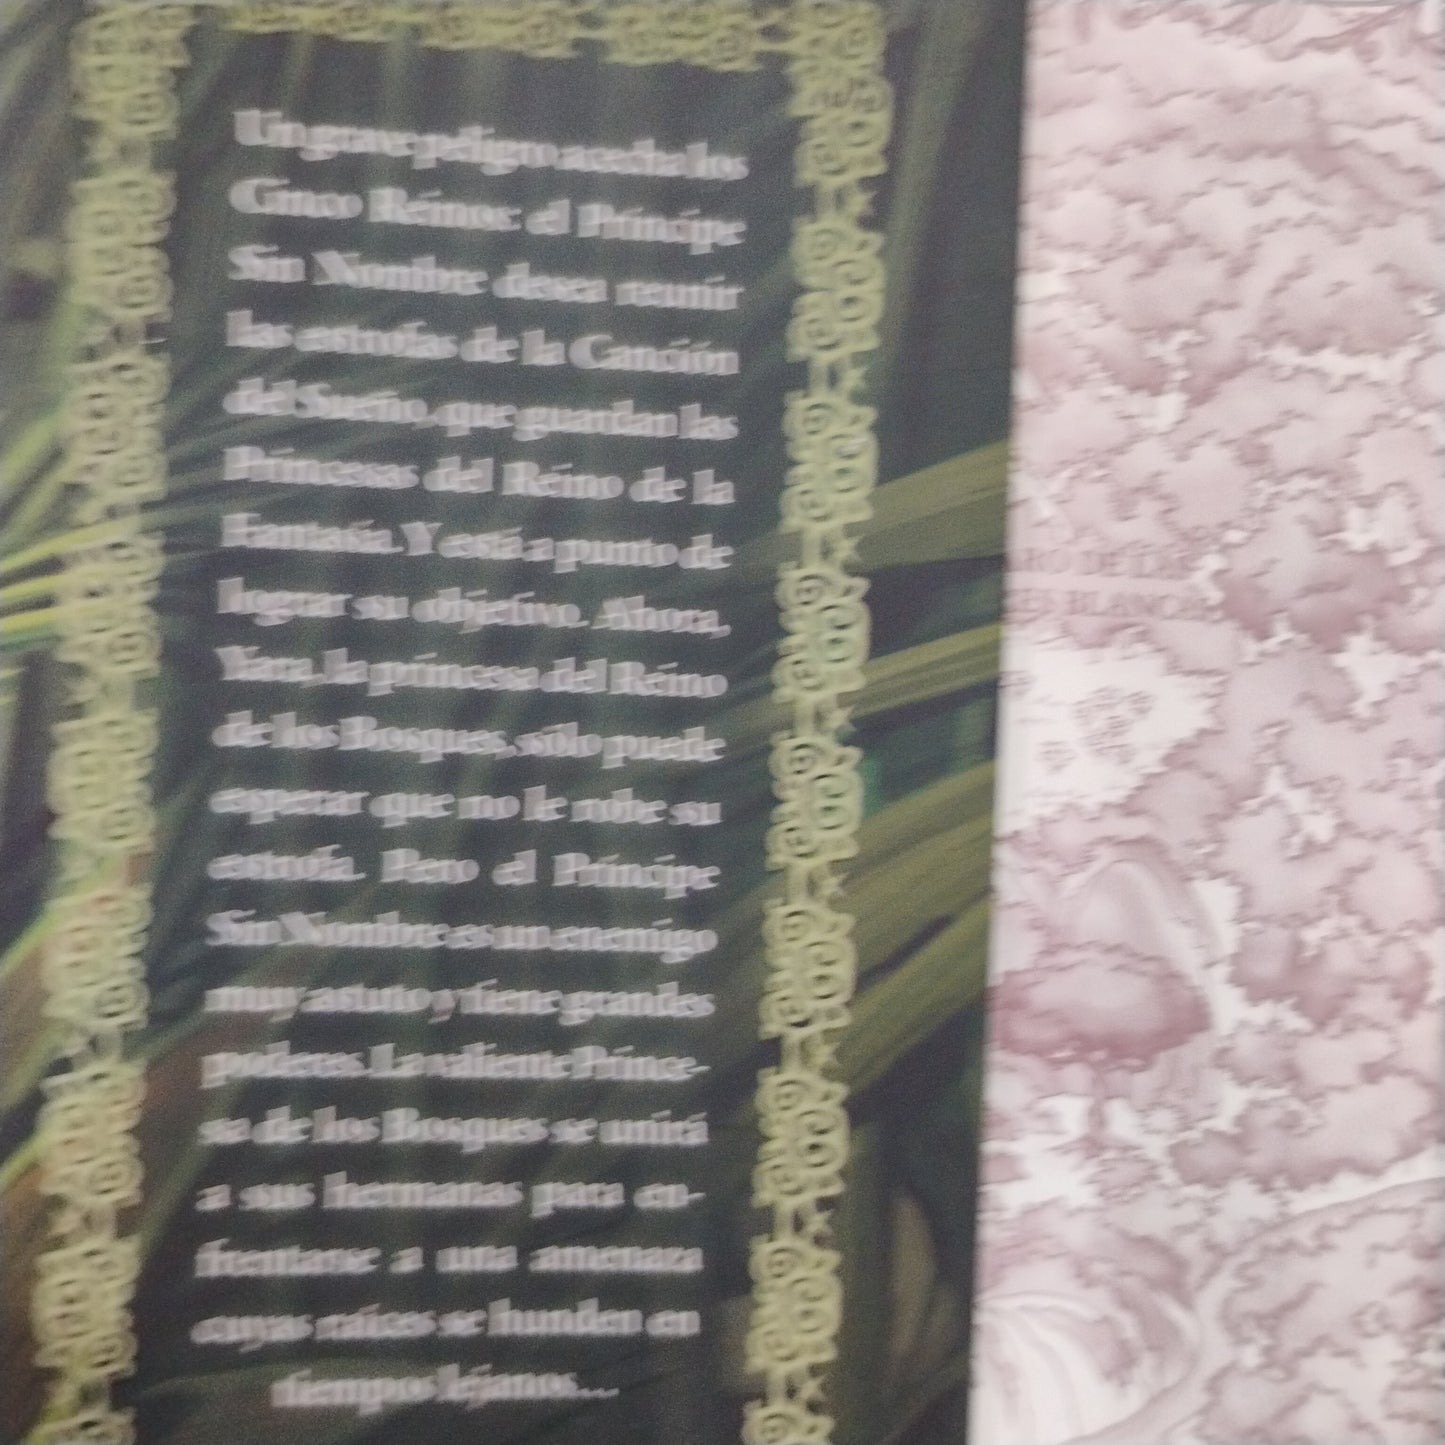 Un grave peligro acecha los
Cinco Reinos: el Príncipe
Sin Nombre desea reunir
las estrofas de la Canción
del Sueño, que guardan las
Princesas del Reino de la
Fantasía. Y está a punto de
lograr su objetivo. Ahora,
Yara, la princesa del Reino
de los Bosques, sólo puede
esperar que no le robe su
estrofa. Pero el Príncipe
Sin Nombre es un enemigo
muy astuto y tiene grandes
poderes. La valiente Prince-
sa de los Bosques se unirá
a sus hermanas para en-
frentarse a una amenaza
cuyas raíces se hunden en
tiempos lejanos...
DE LAS
BLANCAS